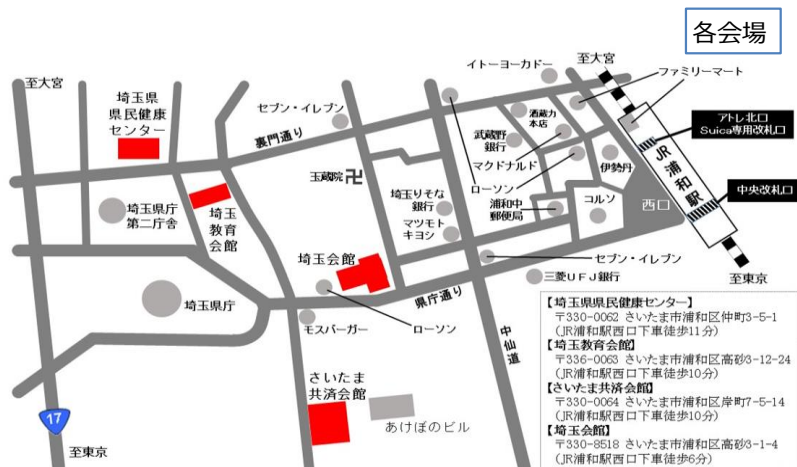 各会場
至大宮
イトーヨーカドー
至大宮
ファミリーマート
埼玉県
県民健康
センター
セブン・イレブン
裏門通り
酒蔵力
本店
武蔵野
銀行
マクドナルド
ローソン
伊勢丹
アトレ北口
Suica専用改札口
JR浦和駅
中央改札口
西口
玉蔵院
卍
埼玉りそな
銀行
マツモト
キヨシ
浦和中
郵便局
コルソ
埼玉県庁
第二庁舎
埼玉
教育
会館
埼玉会館
セブン・イレブン
三菱UFJ銀行
至東京
埼玉県庁
県庁通り
モスバーガー
ローソン
中仙道
さいたま
共済会館
あけぼのビル
17
至東京
【埼玉県県民健康センター】
〒330-0062 さいたま市浦和区仲町3-5-1
(JR浦和駅西口下車徒歩11分)
【埼玉教育会館】
〒336-0063 さいたま市浦和区高砂3-12-24
(JR浦和駅西口下車徒歩10分)
【さいたま共済会館】
〒330-0064 さいたま市浦和区岸町7-5-14
(JR浦和駅西口下車徒歩10分)
【埼玉会館】
〒330-8518 さいたま市浦和区高砂3-1-4
(JR浦和駅西口下車徒歩6分)